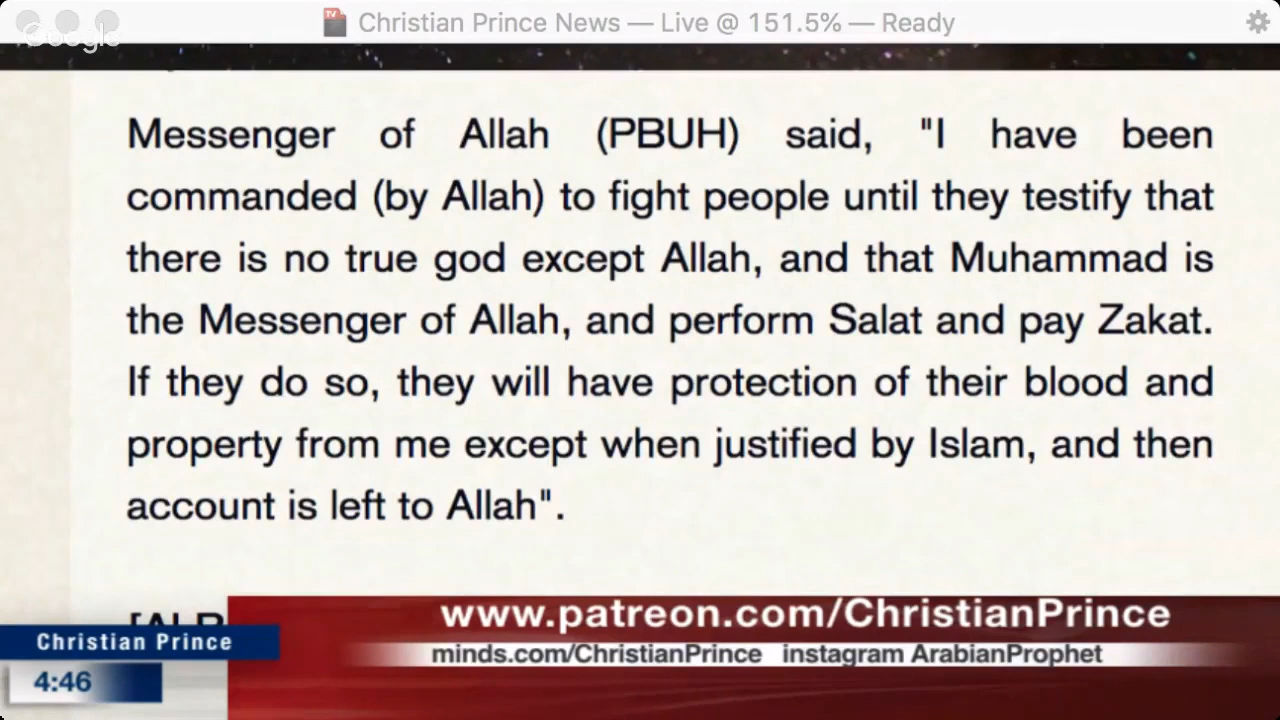 Christian Prince News — Live @ 151.5% — Ready
Google
Messenger of Allah (PBUH) said, "I have been
commanded (by Allah) to fight people until they testify that
there is no true god except Allah, and that Muhammad is
the Messenger of Allah, and perform Salat and pay Zakat.
If they do so, they will have protection of their blood and
property from me except when justified by Islam, and then
account is left to Allah".
www.patreon.com/ChristianPrince
Christian Prince
minds.com/ChristianPrince instagram ArabianProphet
4:46